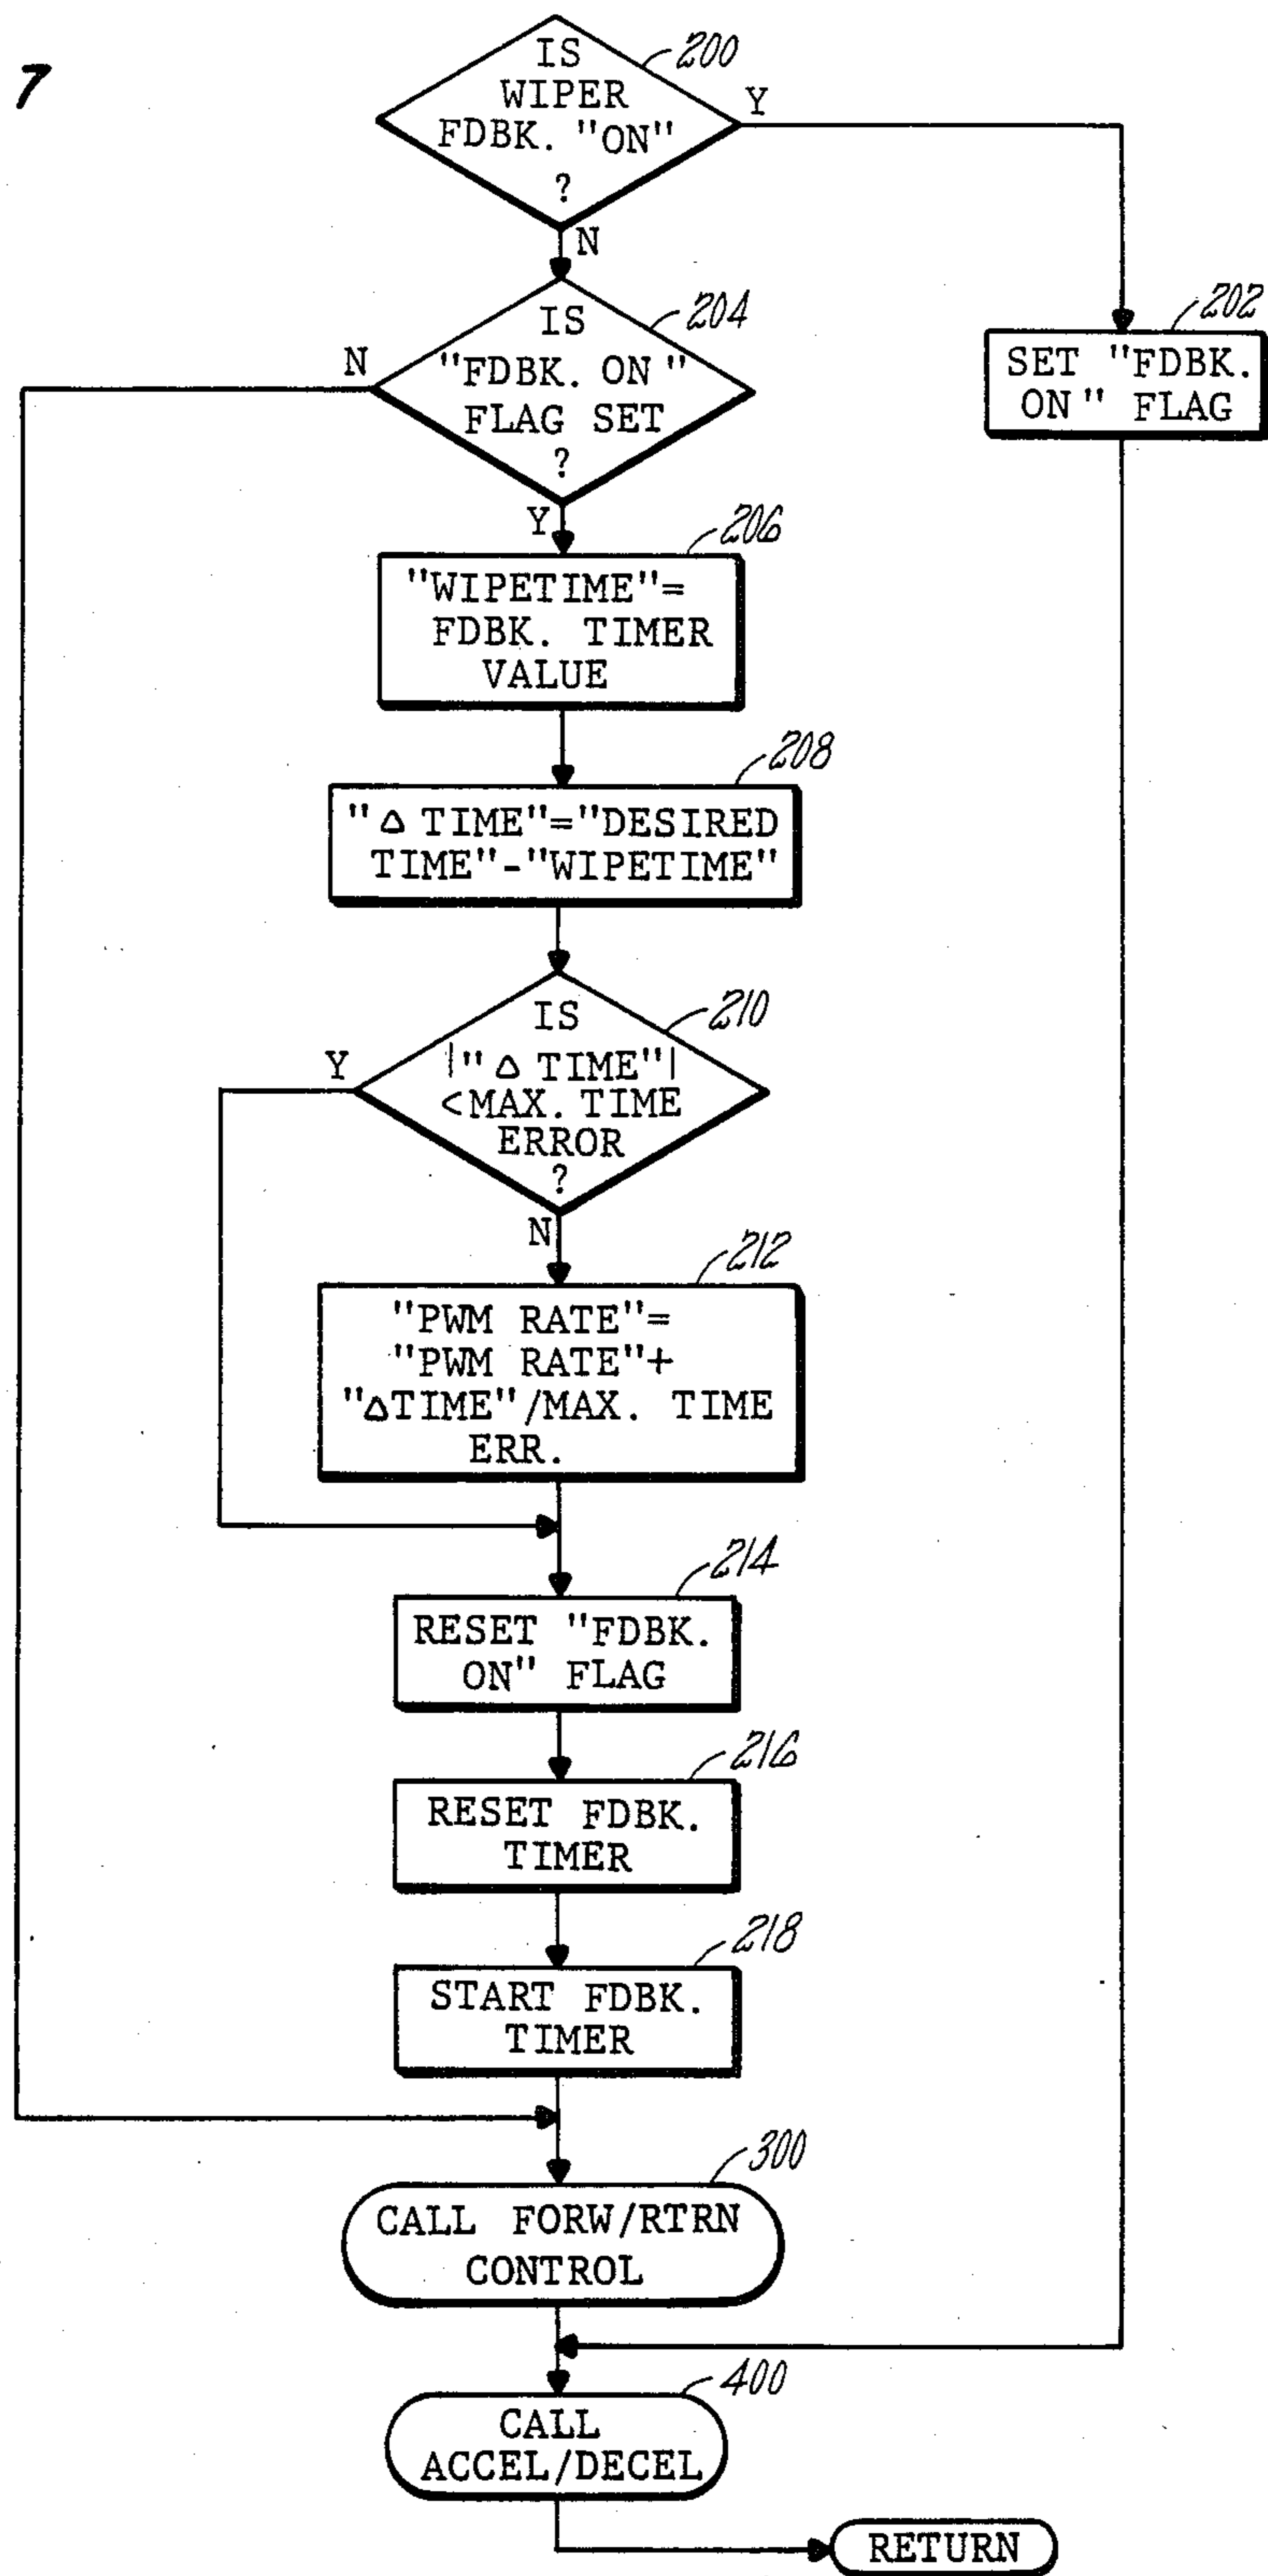 7
IS
WIPER
FDBK. "ON"
?
200
Y
N
IS
"FDBK. ON"
FLAG SET
?
204
N
Y
202
SET "FDBK.
ON" FLAG
206
"WIPETIME"=
FDBK. TIMER
VALUE
208
"Δ TIME"="DESIRED
TIME"-"WIPETIME"
IS
|"Δ TIME"|
<MAX. TIME
ERROR
?
210
Y
N
212
"PWM RATE"=
"PWM RATE"+
"ΔTIME"/MAX. TIME
ERR.
214
RESET "FDBK.
ON" FLAG
216
RESET FDBK.
TIMER
218
START FDBK.
TIMER
300
CALL FORW/RTRN
CONTROL
400
CALL
ACCEL/DECEL
RETURN